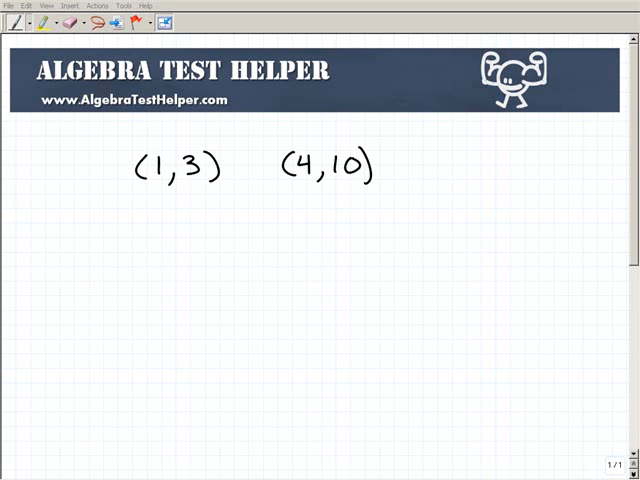 File Edit View Insert Actions Tools Help
ALGEBRA TEST HELPER
www.AlgebraTestHelper.com
(1,3) (4,10)
1/1